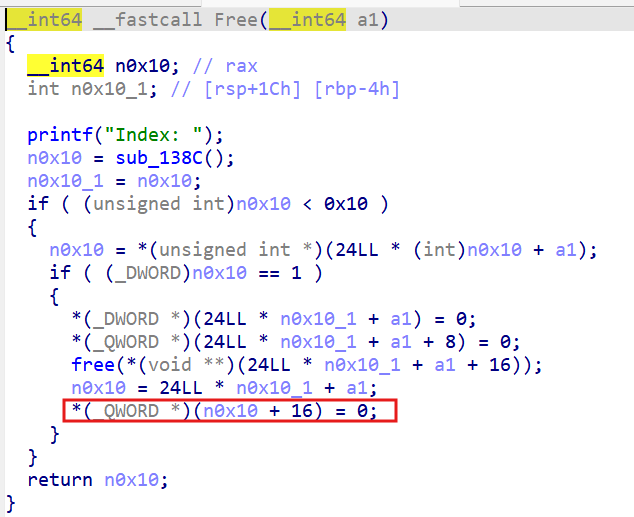 __int64 __fastcall Free(__int64 a1)
{
  __int64 n0x10; // rax
  int n0x10_1; // [rsp+1Ch] [rbp-4h]

  printf("Index: ");
  n0x10 = sub_138C();
  n0x10_1 = n0x10;
  if ( (unsigned int)n0x10 < 0x10 )
  {
    n0x10 = *(unsigned int *)(24LL * (int)n0x10 + a1);
    if ( (_DWORD)n0x10 == 1 )
    {
      *(_DWORD *)(24LL * n0x10_1 + a1) = 0;
      *(_QWORD *)(24LL * n0x10_1 + a1 + 8) = 0;
      free(*(void **)(24LL * n0x10_1 + a1 + 16));
      n0x10 = 24LL * n0x10_1 + a1;
      *(_QWORD *)(n0x10 + 16) = 0;
    }
  }
  return n0x10;
}